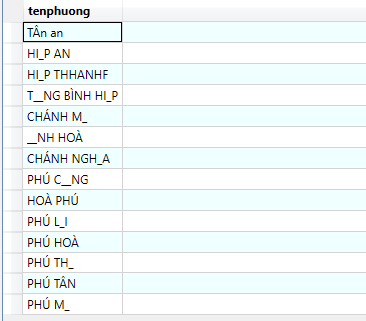 tenphuong
TÂn an
HI_P AN
HI_P THHANHF
T__NG BÌNH HI_P
CHÁNH M_
__NH HOÀ
CHÁNH NGH_A
PHÚ C__NG
HOÀ PHÚ
PHÚ L_I
PHÚ HOÀ
PHÚ TH_
PHÚ TÂN
PHÚ M_